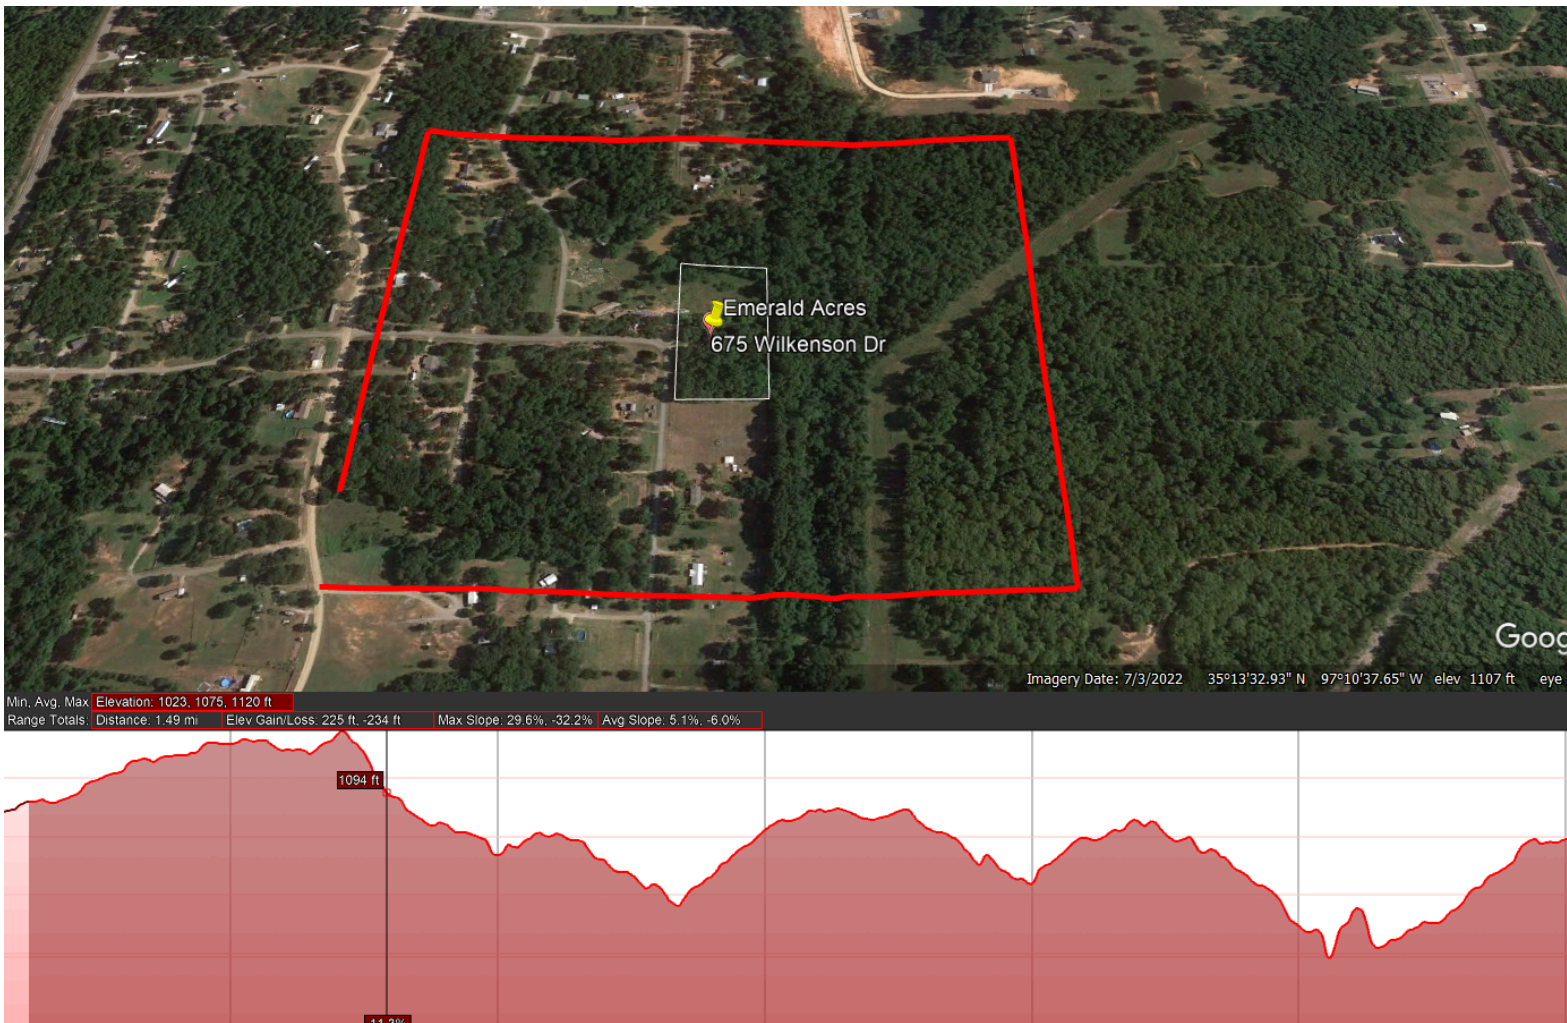 Emerald Acres
675 Wilkenson Dr
Goog
Imagery Date: 7/3/2022 35°13'32.93" N 97°10'37.65" W elev 1107 ft eye
Min, Avg, Max Elevation: 1023, 1075, 1120 ft
Range Totals: Distance: 1.49 mi Elev Gain/Loss: 225 ft, -234 ft Max Slope: 29.6%, -32.2% Avg Slope: 5.1%, -6.0%
1094 ft